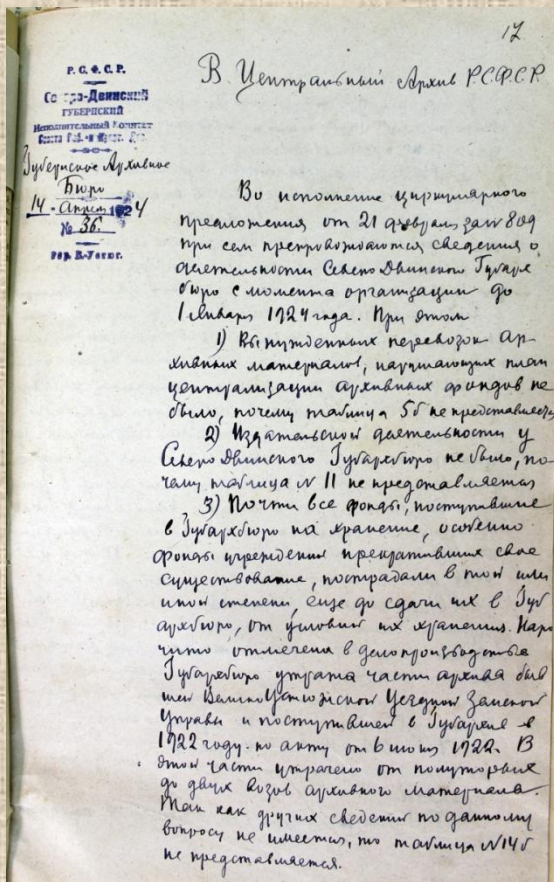 17
В Центральный Архив Р.С.Ф.С.Р.
Р. С. Ф. С. Р.
Северо-Двинский
ГУБЕРНСКИЙ
Исполнительный Комитет
Губернское Архивное
Бюро
14 Апреля 1924
№ 36.
гор. В.-Устюг.
Во исполнение циркулярного
предложения от 21 февраля за № 809
при сем препровождаются сведения о
деятельности Северо Двинского Губарх
бюро с момента организации до
1 января 1924 года. При этом
1) Вынужденных перевозок ар-
хивных материалов, нарушающих план
централизации архивных фондов не
было, почему таблица 5б не представляется
2) Издательской деятельности у
Северо Двинского Губархбюро не было, по-
чему таблица № 11 не представляется
3) Почти все фонды, поступившие
в Губархбюро на хранение, особенно
фонды учреждений прекративших свое
существование, пострадали в той или
иной степени, еще до сдачи их в Губ
архбюро, от условий их хранения. Наро
чито отмечена в делопроизводстве
Губархбюро утрата части архива быв
шей ВеликоУстюжской Уездной Земской
Управы и поступившей в Губархив в
1922 году по акту от 6 июня 1922. В
этой части утрачено от полуторых
до двух возов архивного материала.
Так как других сведений по данному
вопросу не имеется, то таблица № 14б
не представляется.